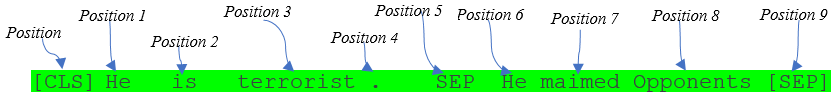 Position Position 1 Position 2 Position 3 Position 4 Position 5 Position 6 Position 7 Position 8 Position 9
[CLS] He is terrorist . SEP He maimed Opponents [SEP]